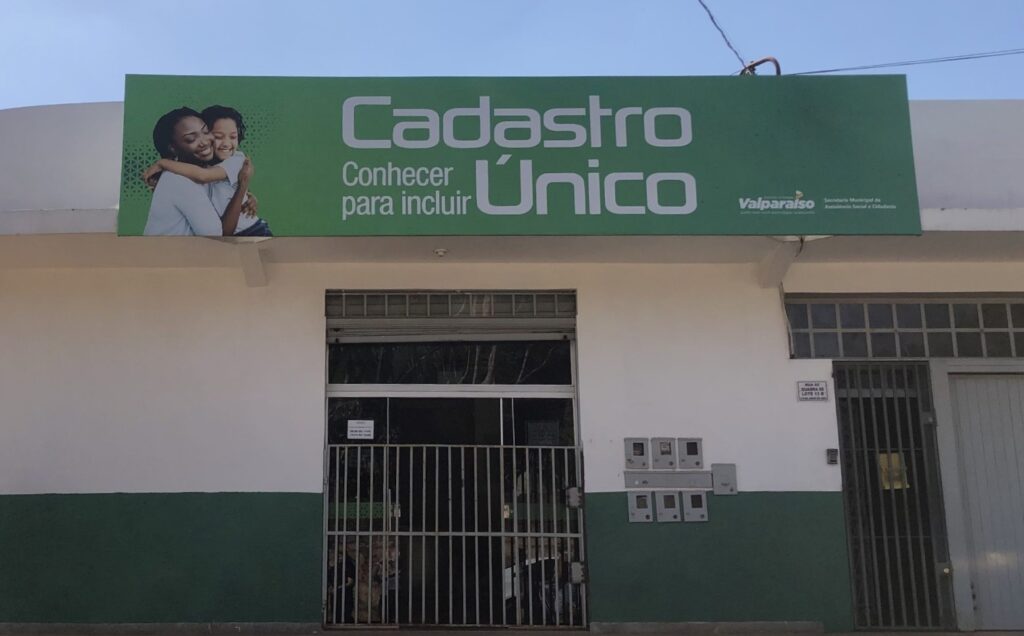 Cadastro
Conhecer
para incluir
Único
Valparaíso
Secretaria Municipal de
Assistência Social e Cidadania